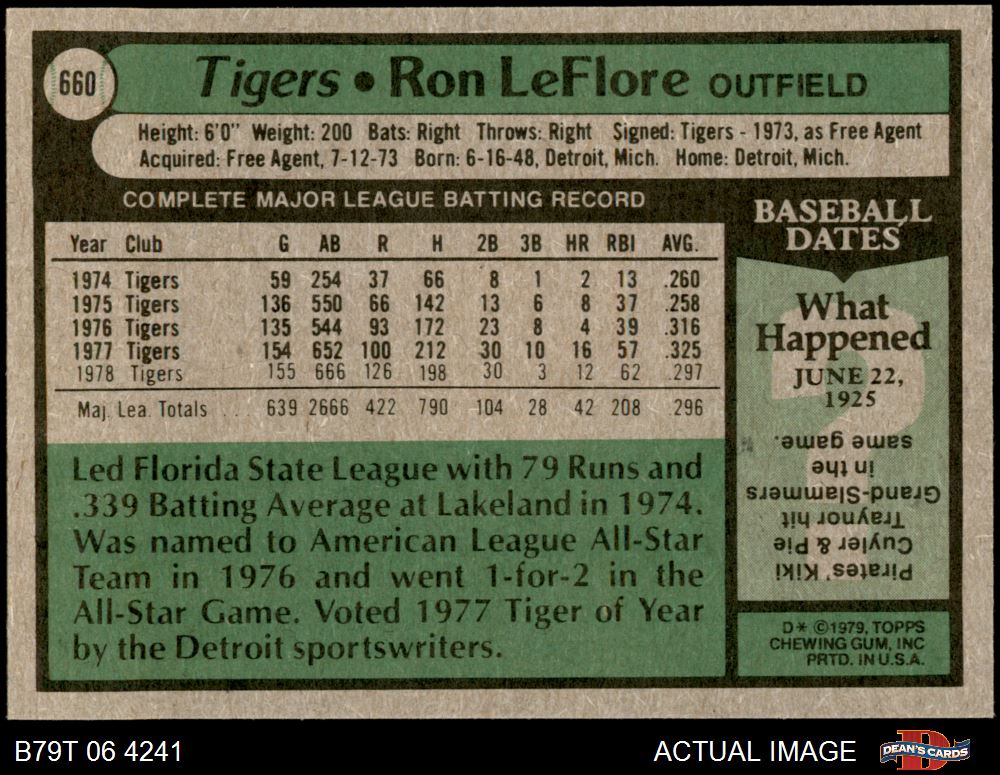 660
Tigers • Ron LeFlore OUTFIELD
Height: 6'0" Weight: 200 Bats: Right Throws: Right Signed: Tigers - 1973, as Free Agent
Acquired: Free Agent, 7-12-73 Born: 6-16-48, Detroit, Mich. Home: Detroit, Mich.
COMPLETE MAJOR LEAGUE BATTING RECORD
Year Club G AB R H 2B 3B HR RBI AVG.
1974 Tigers 59 254 37 66 8 1 2 13 .260
1975 Tigers 136 550 66 142 13 6 8 37 .258
1976 Tigers 135 544 93 172 23 8 4 39 .316
1977 Tigers 154 652 100 212 30 10 16 57 .325
1978 Tigers 155 666 126 198 30 3 12 62 .297
Maj. Lea. Totals . . . 639 2666 422 790 104 28 42 208 .296
Led Florida State League with 79 Runs and
.339 Batting Average at Lakeland in 1974.
Was named to American League All-Star
Team in 1976 and went 1-for-2 in the
All-Star Game. Voted 1977 Tiger of Year
by the Detroit sportswriters.
BASEBALL
DATES
What
Happened
JUNE 22,
1925
Pirates' Kiki
Cuyler & Pie
Traynor hit
Grand-Slammers
in the
same game.
D* ©1979, TOPPS
CHEWING GUM, INC
PRTD. IN U.S.A.
B79T 06 4241
ACTUAL IMAGE
D
DEAN'S CARDS